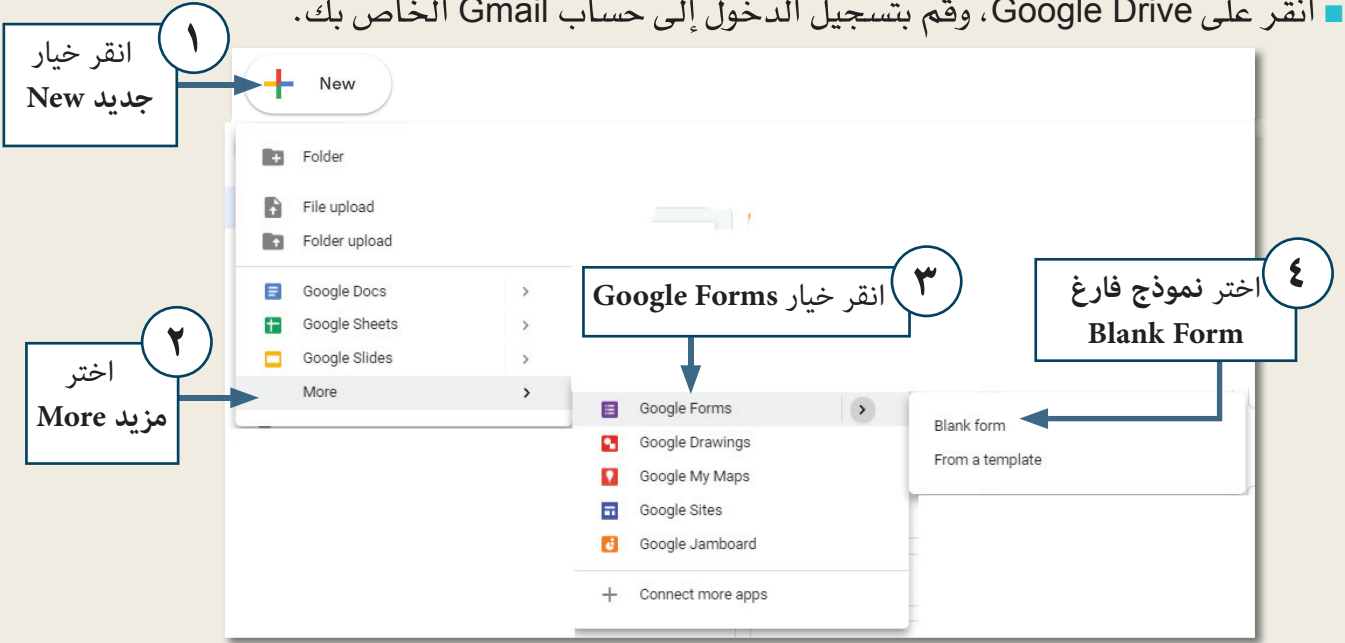 انقر على Google Drive، وقم بتسجيل الدخول إلى حساب Gmail الخاص بك.
١
انقر خيار
جديد New
New
Folder
File upload
Folder upload
Google Docs
Google Sheets
Google Slides
More
٢
اختر
مزيد More
٣
انقر خيار Google Forms
Google Forms
Google Drawings
Google My Maps
Google Sites
Google Jamboard
Connect more apps
٤
اختر نموذج فارغ
Blank Form
Blank form
From a template